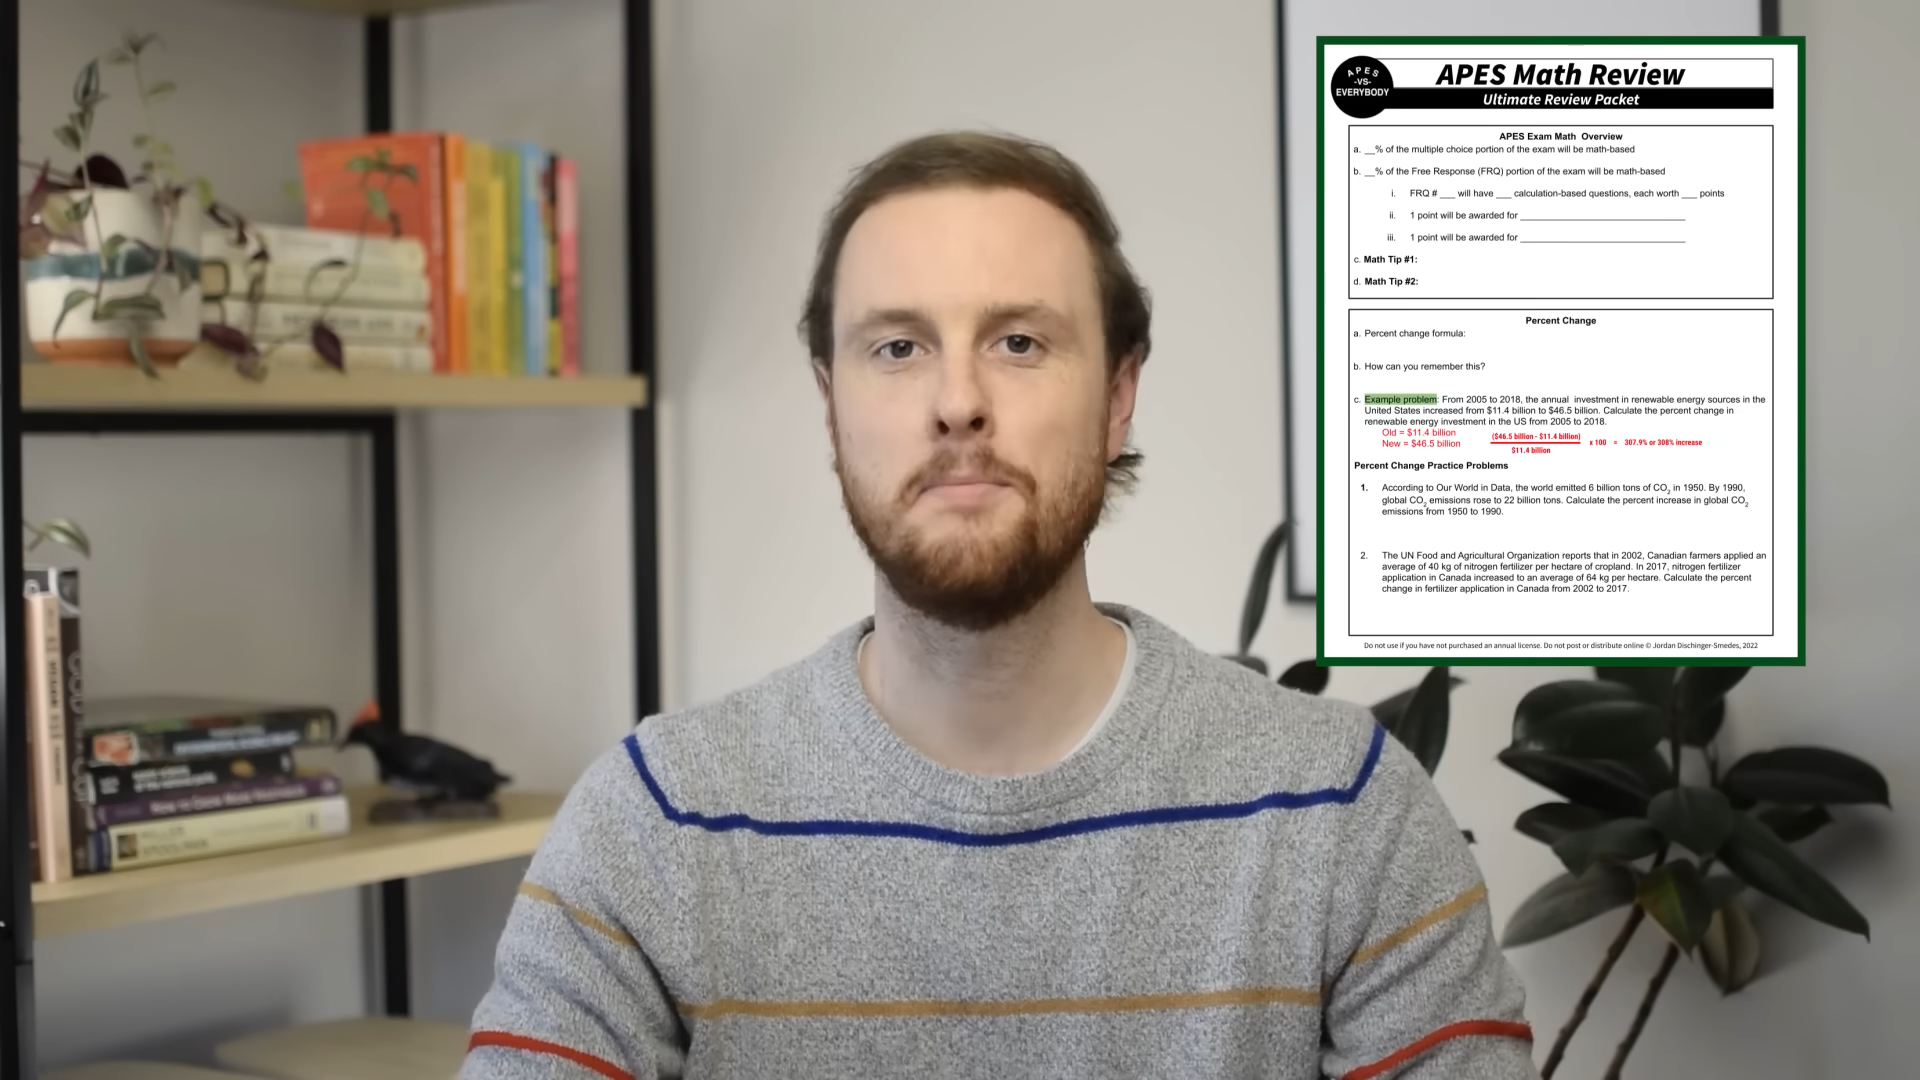 APES
-VS-
EVERYBODY
APES Math Review
Ultimate Review Packet
APES Exam Math Overview
a. __% of the multiple choice portion of the exam will be math-based
b. __% of the Free Response (FRQ) portion of the exam will be math-based
i. FRQ # ___ will have ___ calculation-based questions, each worth ___ points
ii. 1 point will be awarded for ______________________________
iii. 1 point will be awarded for ______________________________
c. Math Tip #1:
d. Math Tip #2:
Percent Change
a. Percent change formula:
b. How can you remember this?
c. Example problem: From 2005 to 2018, the annual investment in renewable energy sources in the
United States increased from $11.4 billion to $46.5 billion. Calculate the percent change in
renewable energy investment in the US from 2005 to 2018.
Old = $11.4 billion
New = $46.5 billion
($46.5 billion - $11.4 billion)
$11.4 billion
x 100 = 307.9% or 308% increase
Percent Change Practice Problems
1. According to Our World in Data, the world emitted 6 billion tons of CO2 in 1950. By 1990,
global CO2 emissions rose to 22 billion tons. Calculate the percent increase in global CO2
emissions from 1950 to 1990.
2. The UN Food and Agricultural Organization reports that in 2002, Canadian farmers applied an
average of 40 kg of nitrogen fertilizer per hectare of cropland. In 2017, nitrogen fertilizer
application in Canada increased to an average of 64 kg per hectare. Calculate the percent
change in fertilizer application in Canada from 2002 to 2017.
Do not use if you have not purchased an annual license. Do not post or distribute online © Jordan Dischinger-Smedes, 2022